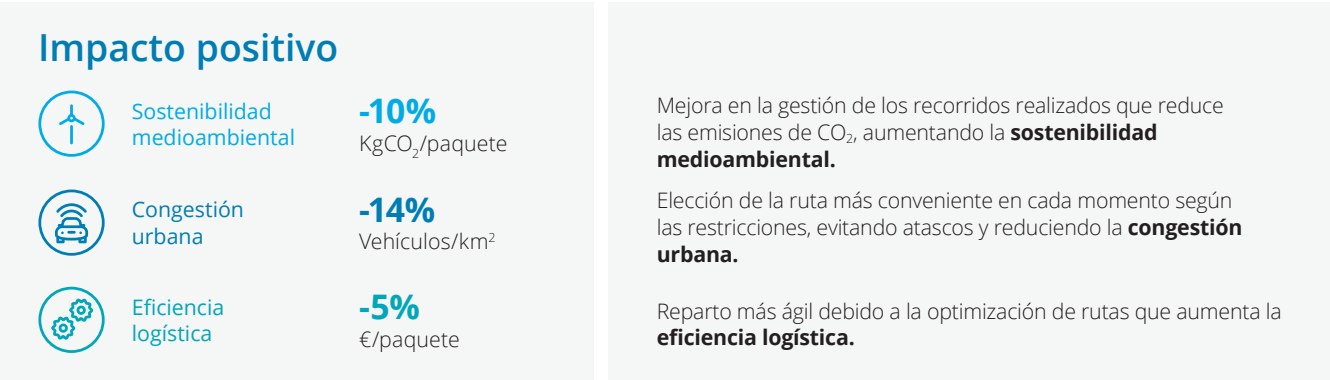 Impacto positivo
Sostenibilidad
medioambiental
-10%
KgCO₂/paquete
Mejora en la gestión de los recorridos realizados que reduce
las emisiones de CO₂, aumentando la sostenibilidad
medioambiental.
Congestión
urbana
-14%
Vehículos/km²
Elección de la ruta más conveniente en cada momento según
las restricciones, evitando atascos y reduciendo la congestión
urbana.
Eficiencia
logística
-5%
€/paquete
Reparto más ágil debido a la optimización de rutas que aumenta la
eficiencia logística.